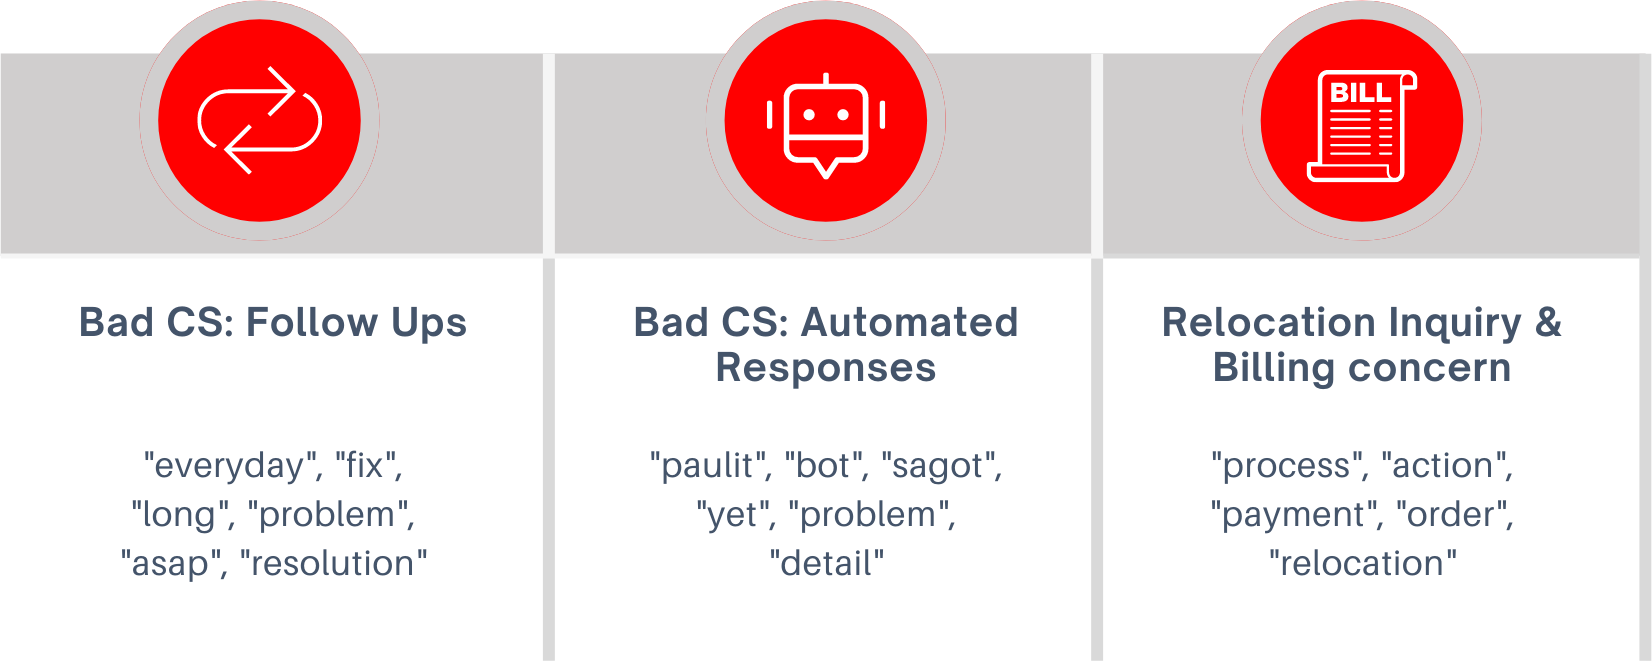 BILL
Bad CS: Follow Ups
"everyday", "fix",
"long", "problem",
"asap", "resolution"
Bad CS: Automated
Responses
"paulit", "bot", "sagot",
"yet", "problem",
"detail"
Relocation Inquiry &
Billing concern
"process", "action",
"payment", "order",
"relocation"